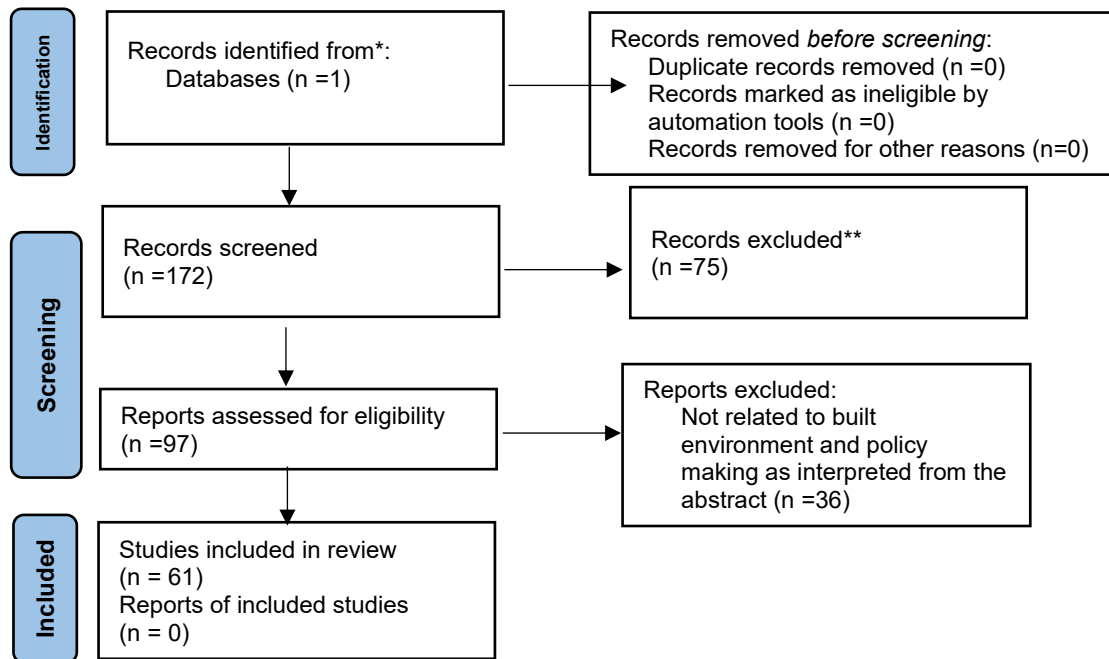 Identification
Records identified from*:
Databases (n =1)
Records removed before screening:
Duplicate records removed (n =0)
Records marked as ineligible by
automation tools (n =0)
Records removed for other reasons (n=0)
Screening
Records screened
(n =172)
Records excluded**
(n =75)
Reports assessed for eligibility
(n =97)
Reports excluded:
Not related to built
environment and policy
making as interpreted from the
abstract (n =36)
Included
Studies included in review
(n = 61)
Reports of included studies
(n = 0)